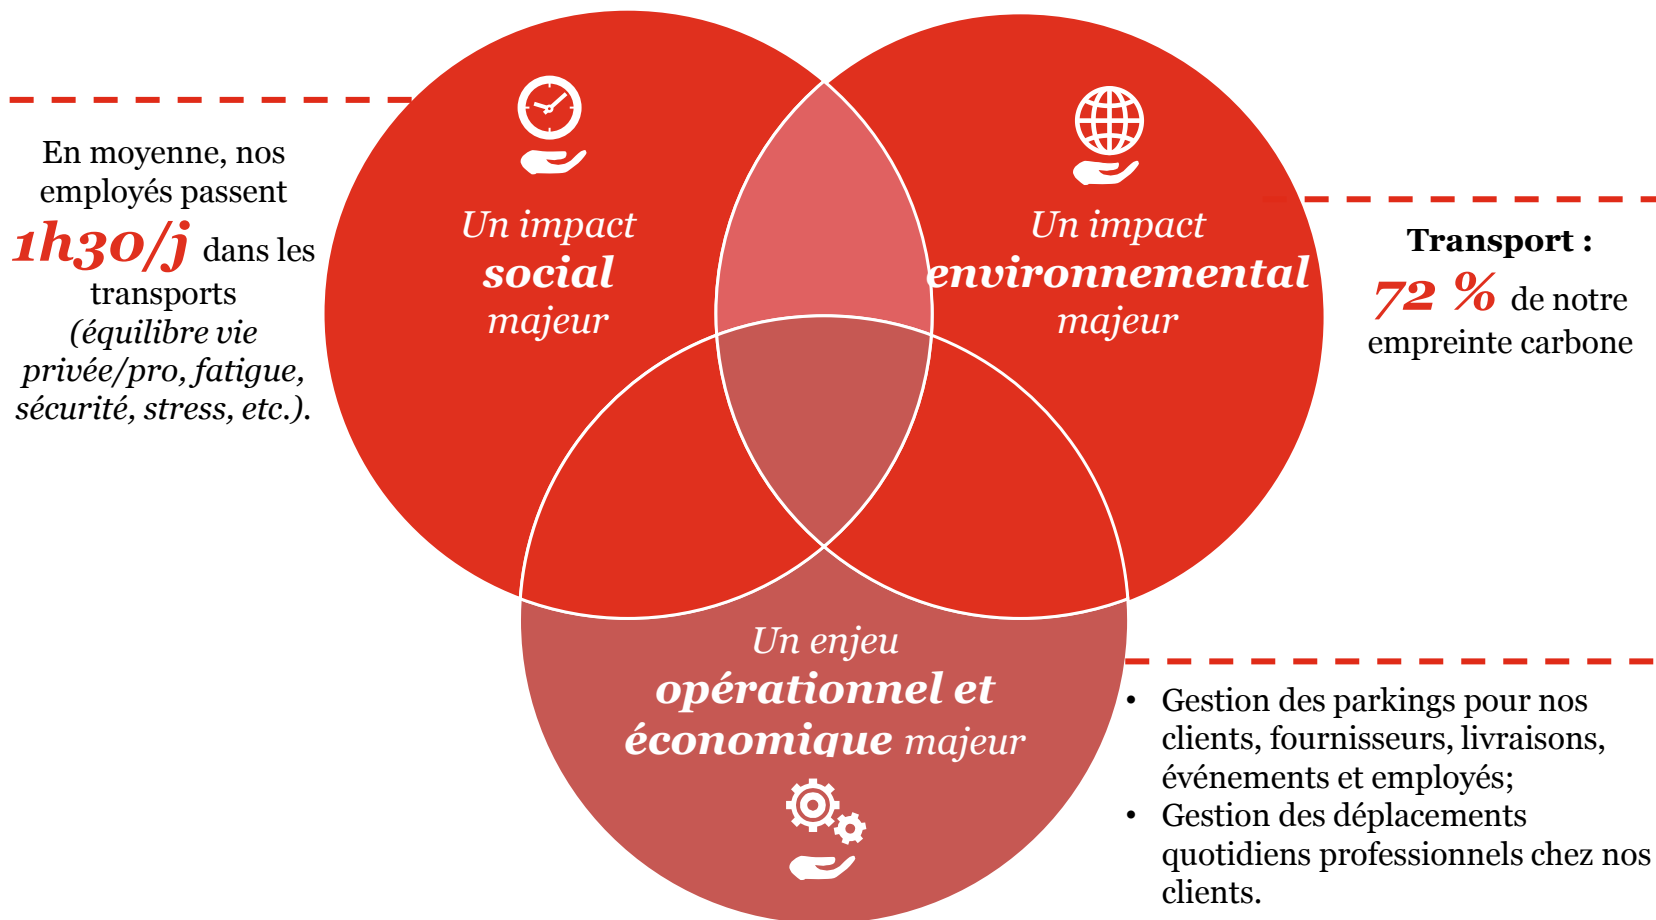 En moyenne, nos
employés passent
1h30/j dans les
transports
(équilibre vie
privée/pro, fatigue,
sécurité, stress, etc.).
Un impact
social
majeur
Un impact
environnemental
majeur
Transport :
72 % de notre
empreinte carbone
Un enjeu
opérationnel et
économique majeur
• Gestion des parkings pour nos
clients, fournisseurs, livraisons,
événements et employés;
• Gestion des déplacements
quotidiens professionnels chez nos
clients.